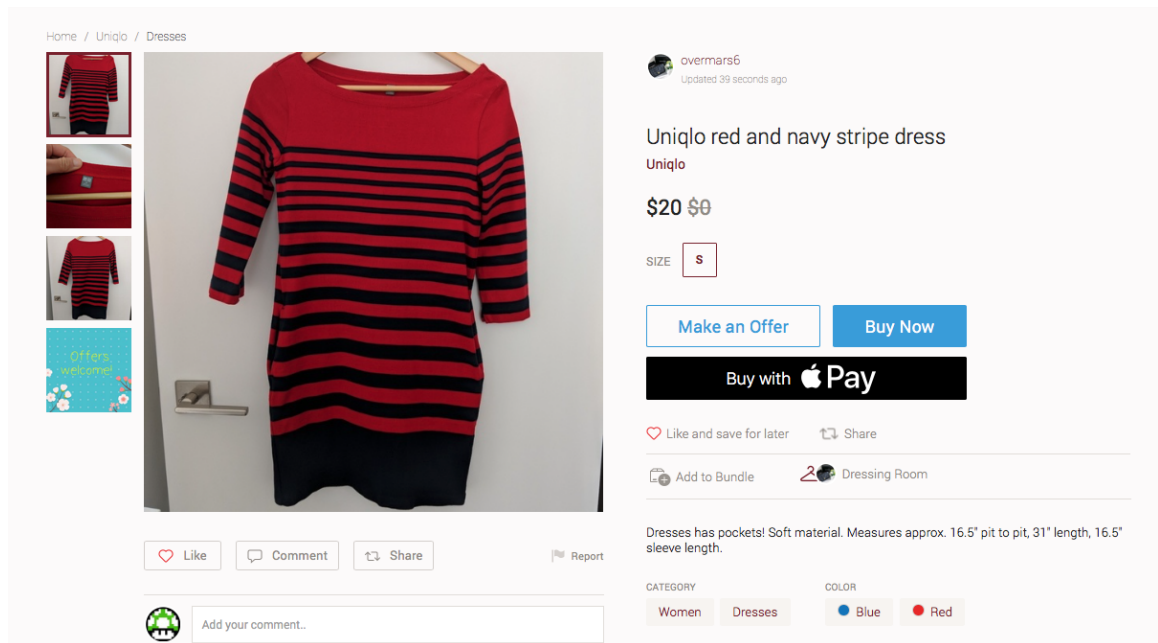 Home / Uniqlo / Dresses
Offers
welcome!
overmars6
Updated 39 seconds ago
Uniqlo red and navy stripe dress
Uniqlo
$20 $0
SIZE S
Make an Offer
Buy Now
Buy with Pay
Like and save for later
Share
Add to Bundle
Dressing Room
Dresses has pockets! Soft material. Measures approx. 16.5" pit to pit, 31" length, 16.5"
sleeve length.
CATEGORY
Women
Dresses
COLOR
Blue
Red
Like
Comment
Share
Report
Add your comment..